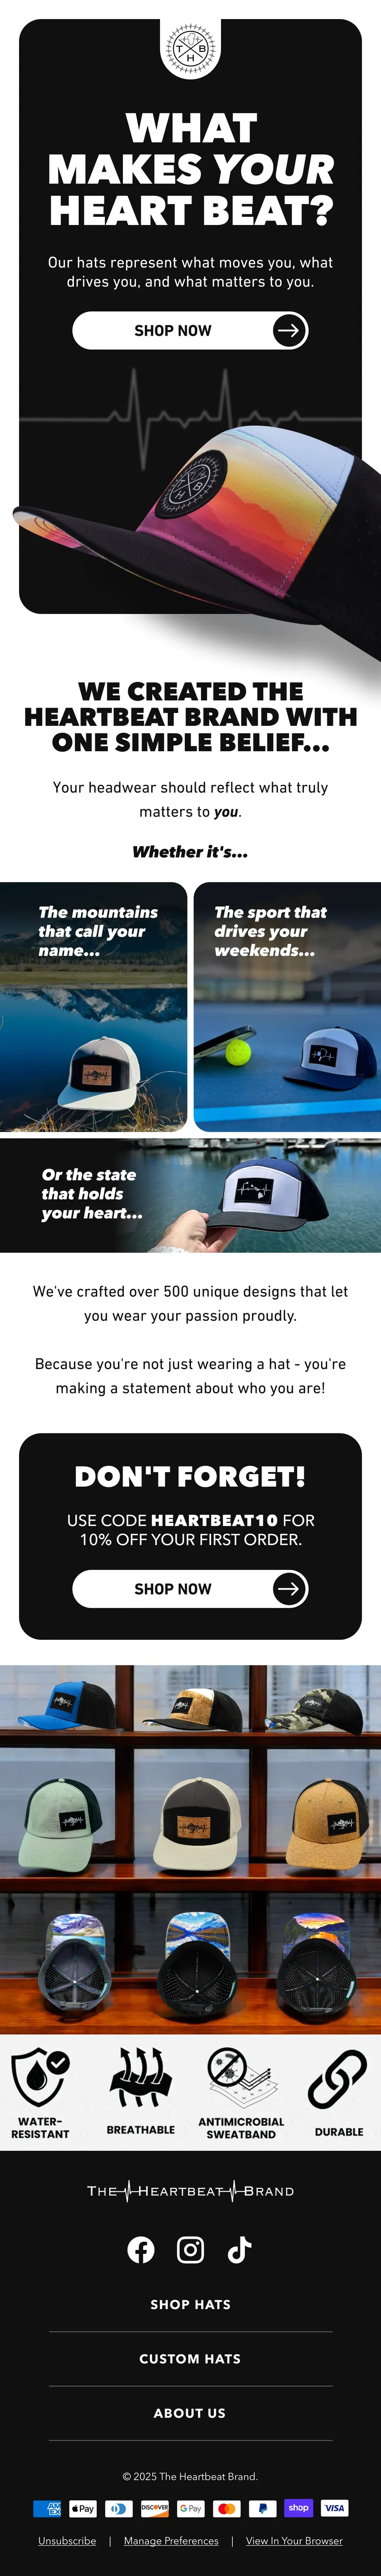 T B
H
WHAT
MAKES YOUR
HEART BEAT?
Our hats represent what moves you, what
drives you, and what matters to you.
SHOP NOW
T B
H
WE CREATED THE
HEARTBEAT BRAND WITH
ONE SIMPLE BELIEF...
Your headwear should reflect what truly
matters to you.
Whether it's...
The mountains
that call your
name...
The sport that
drives your
weekends...
Or the state
that holds
your heart...
We've crafted over 500 unique designs that let
you wear your passion proudly.
Because you're not just wearing a hat - you're
making a statement about who you are!
DON'T FORGET!
USE CODE HEARTBEAT10 FOR
10% OFF YOUR FIRST ORDER.
SHOP NOW
WATER-
RESISTANT
BREATHABLE
ANTIMICROBIAL
SWEATBAND
DURABLE
THE HEARTBEAT BRAND
SHOP HATS
CUSTOM HATS
ABOUT US
© 2025 The Heartbeat Brand.
AMEX Pay DISCOVER G Pay shop VISA
Unsubscribe | Manage Preferences | View In Your Browser